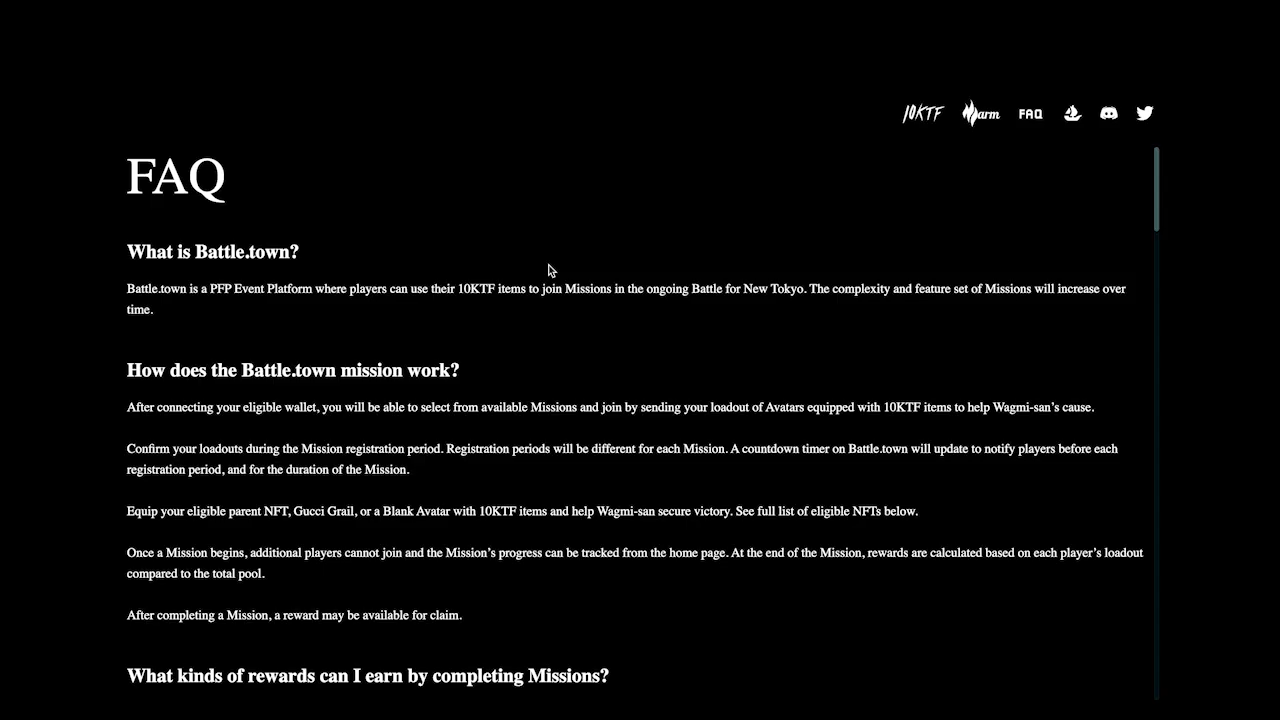 10KTF Warm FAQ
FAQ
What is Battle.town?
Battle.town is a PFP Event Platform where players can use their 10KTF items to join Missions in the ongoing Battle for New Tokyo. The complexity and feature set of Missions will increase over
time.
How does the Battle.town mission work?
After connecting your eligible wallet, you will be able to select from available Missions and join by sending your loadout of Avatars equipped with 10KTF items to help Wagmi-san’s cause.
Confirm your loadouts during the Mission registration period. Registration periods will be different for each Mission. A countdown timer on Battle.town will update to notify players before each
registration period, and for the duration of the Mission.
Equip your eligible parent NFT, Gucci Grail, or a Blank Avatar with 10KTF items and help Wagmi-san secure victory. See full list of eligible NFTs below.
Once a Mission begins, additional players cannot join and the Mission’s progress can be tracked from the home page. At the end of the Mission, rewards are calculated based on each player’s loadout
compared to the total pool.
After completing a Mission, a reward may be available for claim.
What kinds of rewards can I earn by completing Missions?